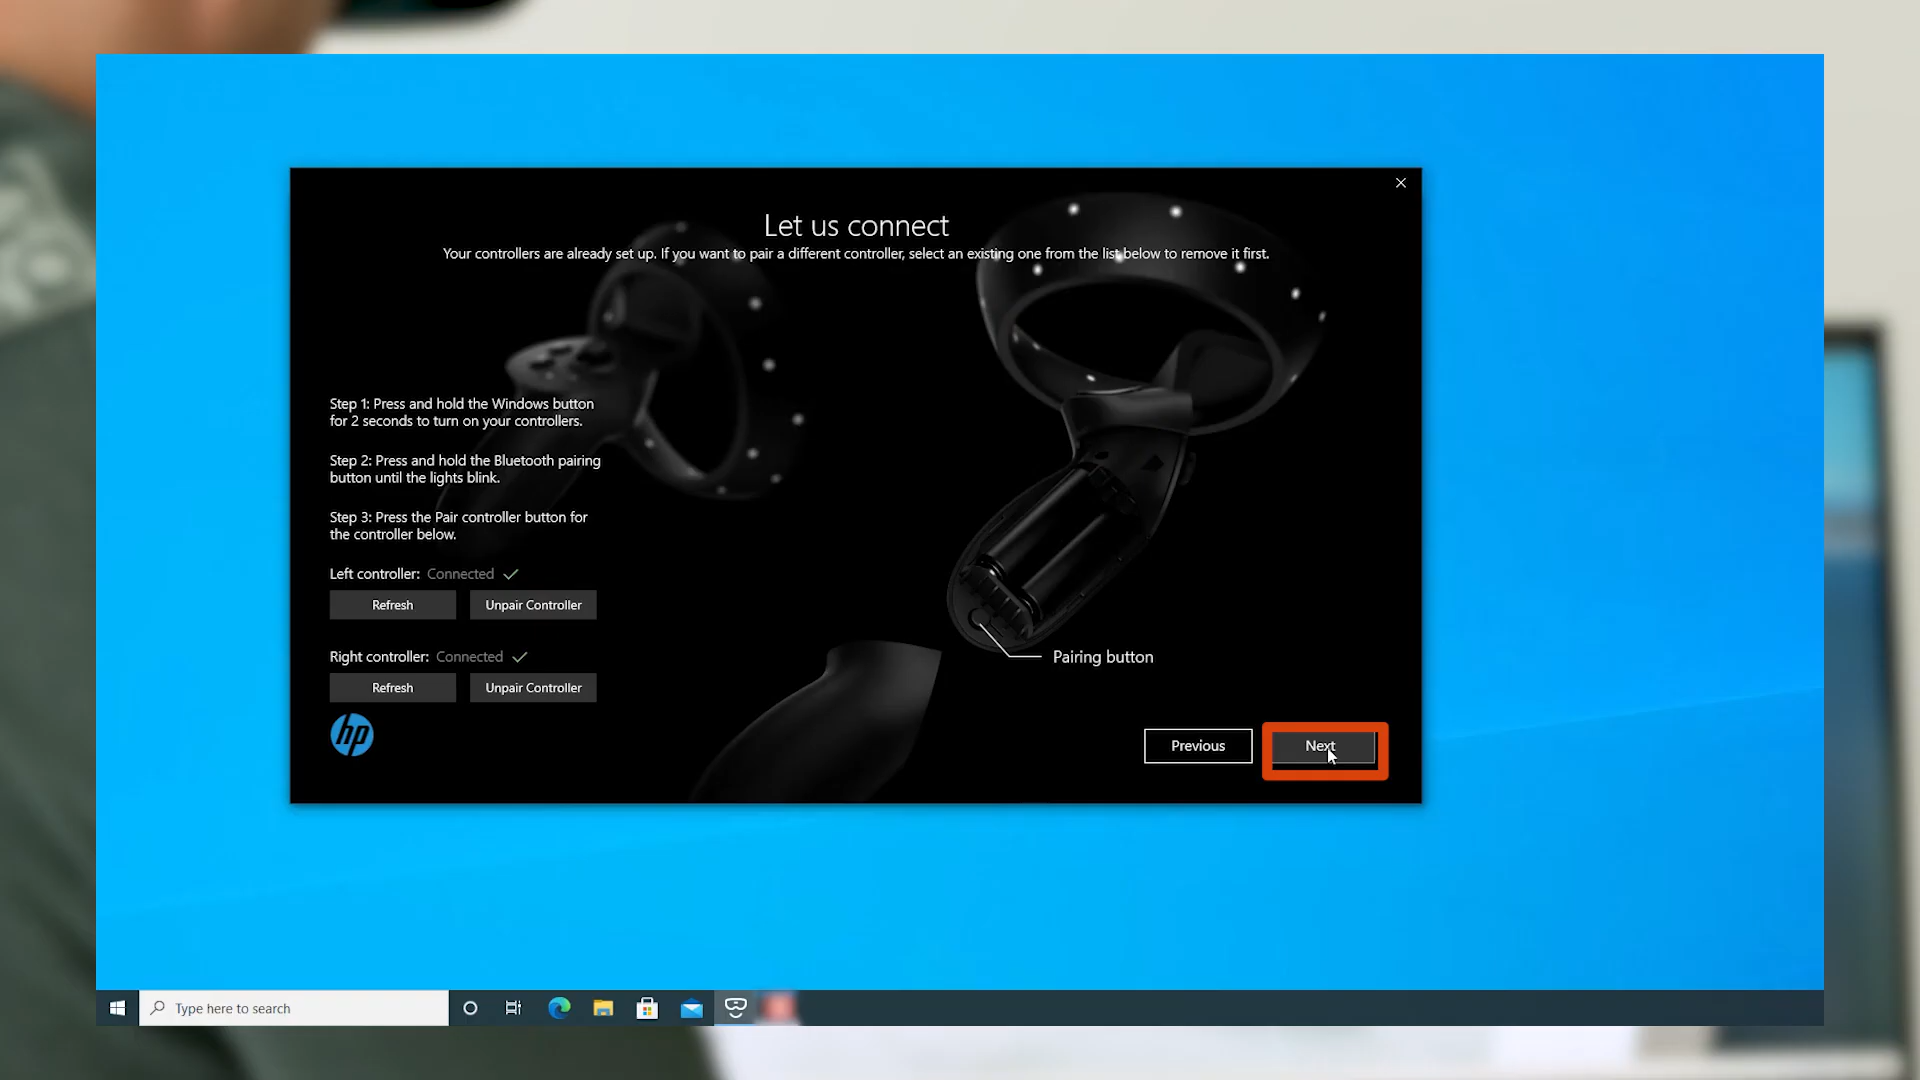 Let us connect
Your controllers are already set up. If you want to pair a different controller, select an existing one from the list below to remove it first.
Step 1: Press and hold the Windows button
for 2 seconds to turn on your controllers.
Step 2: Press and hold the Bluetooth pairing
button until the lights blink.
Step 3: Press the Pair controller button for
the controller below.
Left controller: Connected
Refresh
Unpair Controller
Right controller: Connected
Refresh
Unpair Controller
Pairing button
hp
Previous
Next
Type here to search